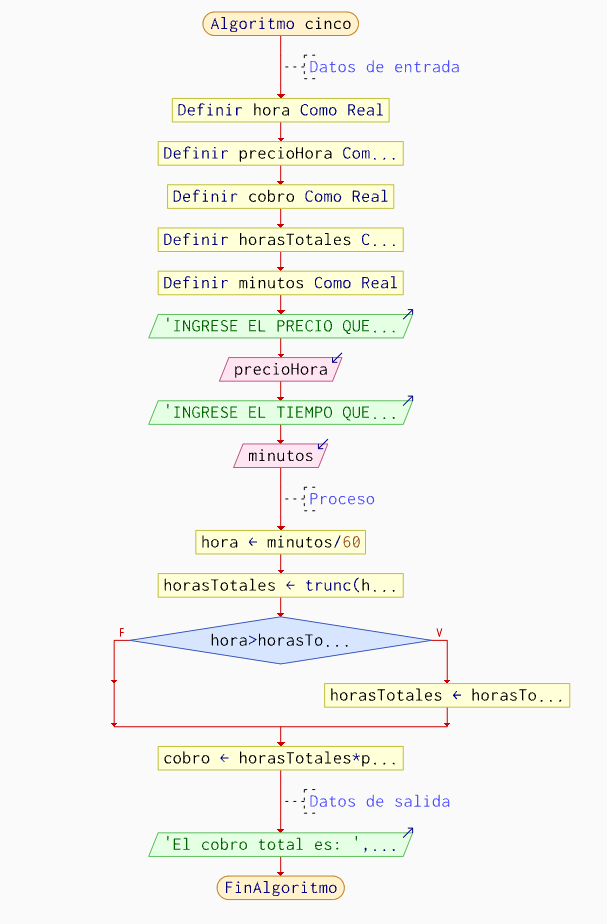 Algoritmo cinco
Datos de entrada
Definir hora Como Real
Definir precioHora Com...
Definir cobro Como Real
Definir horasTotales C...
Definir minutos Como Real
'INGRESE EL PRECIO QUE...
precioHora
'INGRESE EL TIEMPO QUE...
minutos
Proceso
hora ← minutos/60
horasTotales ← trunc(h...
F
V
hora>horasTo...
horasTotales ← horasTo...
cobro ← horasTotales*p...
Datos de salida
'El cobro total es: ',...
FinAlgoritmo